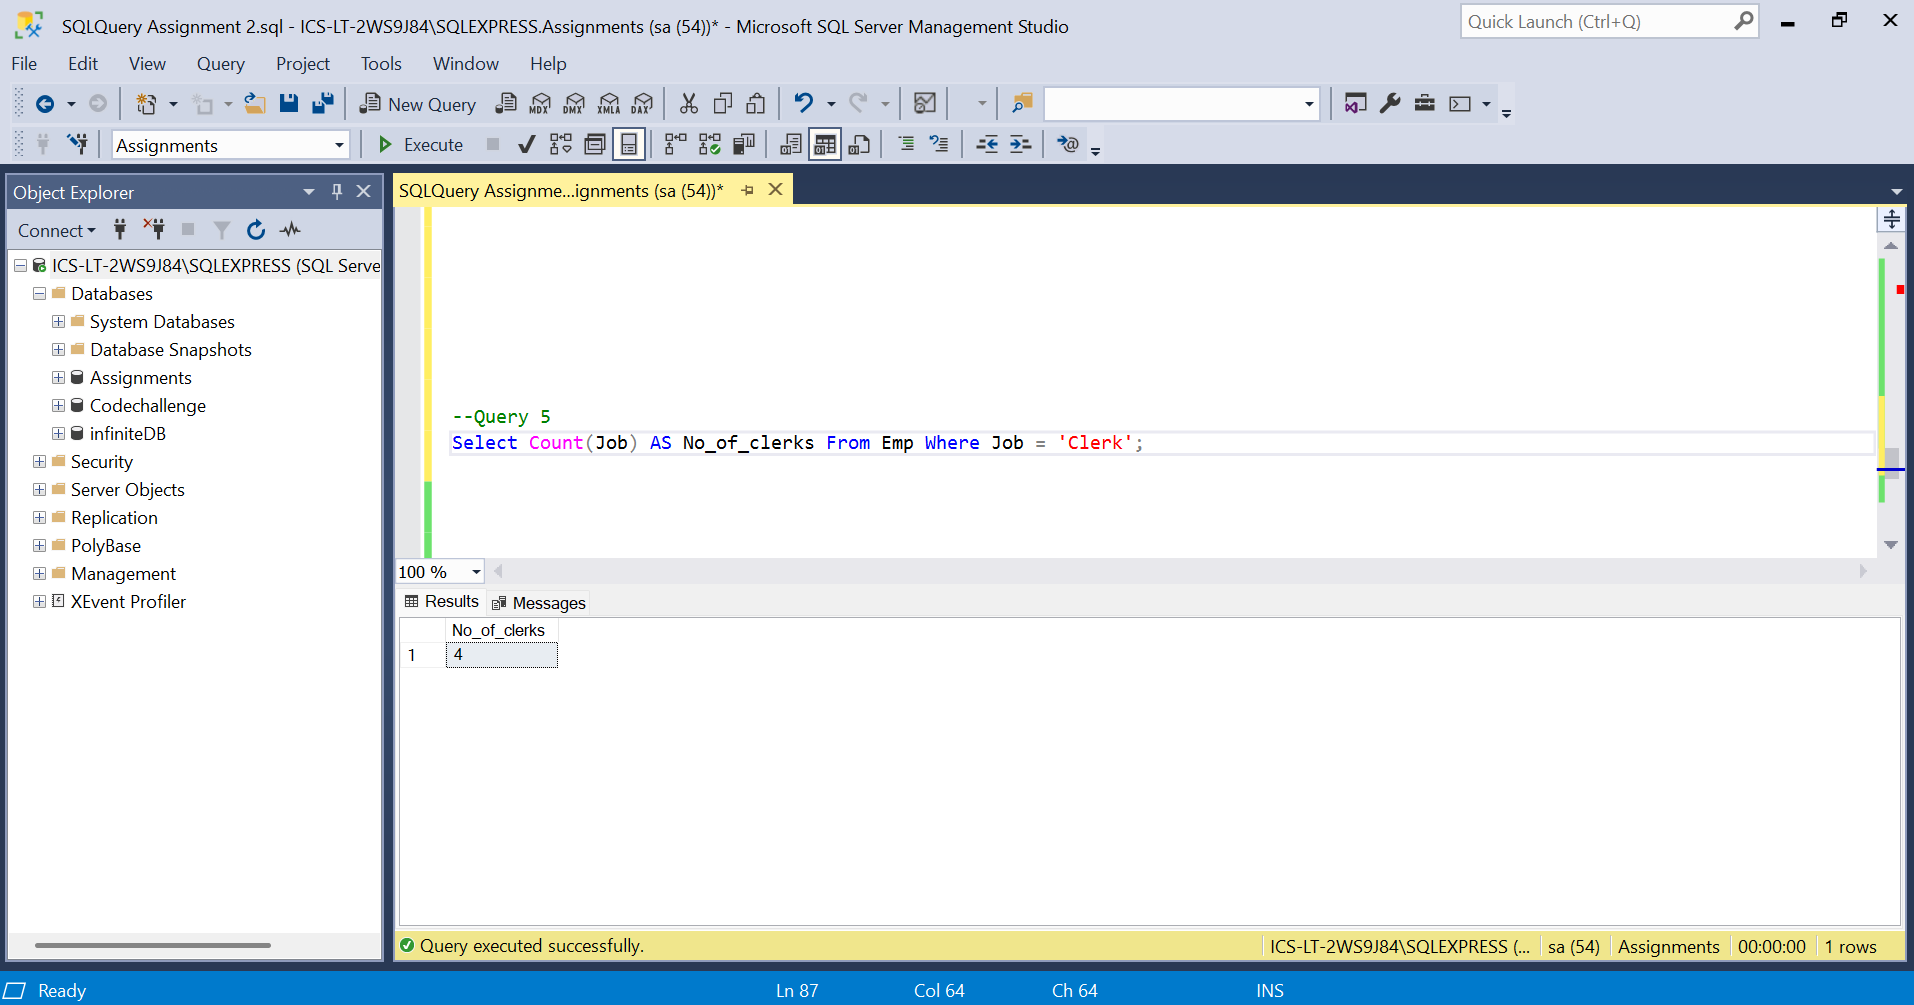 SQLQuery Assignment 2.sql - ICS-LT-2WS9J84\SQLEXPRESS.Assignments (sa (54))* - Microsoft SQL Server Management Studio
Quick Launch (Ctrl+Q)
File Edit View Query Project Tools Window Help
New Query MDX DMX XMLA DAX
Assignments Execute
Object Explorer
SQLQuery Assignme...ignments (sa (54))*
Connect
ICS-LT-2WS9J84\SQLEXPRESS (SQL Serve
Databases
System Databases
Database Snapshots
Assignments
Codechallenge
infiniteDB
Security
Server Objects
Replication
PolyBase
Management
XEvent Profiler
--Query 5
Select Count(Job) AS No_of_clerks From Emp Where Job = 'Clerk';
100 %
Results Messages
No_of_clerks
1 4
Query executed successfully. ICS-LT-2WS9J84\SQLEXPRESS (... sa (54) Assignments 00:00:00 1 rows
Ready Ln 87 Col 64 Ch 64 INS